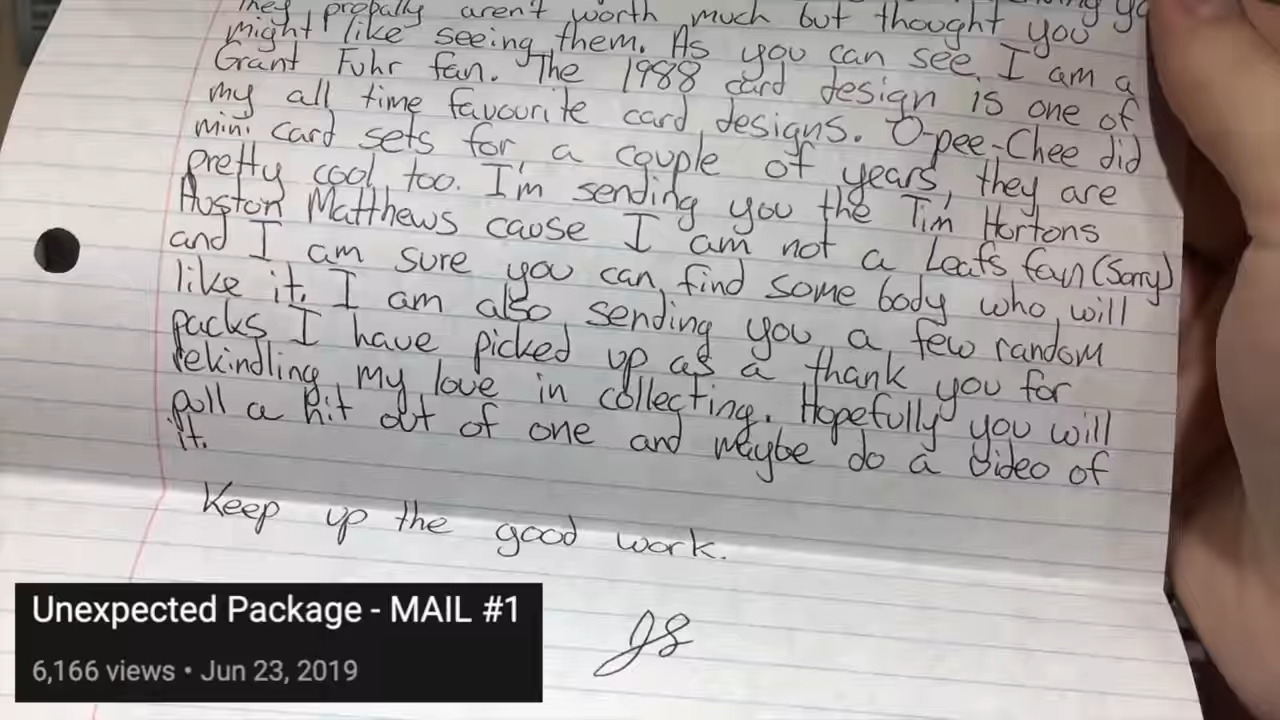 They probally aren't worth much but thought you
might like seeing them. As you can see, I am a
Grant Fuhr fan. The 1988 card design is one of
my all time favourite card designs. O-pee-Chee did
mini card sets for a couple of years, they are
pretty cool too. I'm sending you the Tim Hortons
Auston Matthews cause I am not a Leafs fan (Sorry)
and I am sure you can find some body who will
like it. I am also sending you a few random
packs I have picked up as a thank you for
rekindling my love in collecting. Hopefully you will
pull a hit out of one and maybe do a video of
it.
Keep up the good work.
JS
Unexpected Package - MAIL #1
6,166 views • Jun 23, 2019